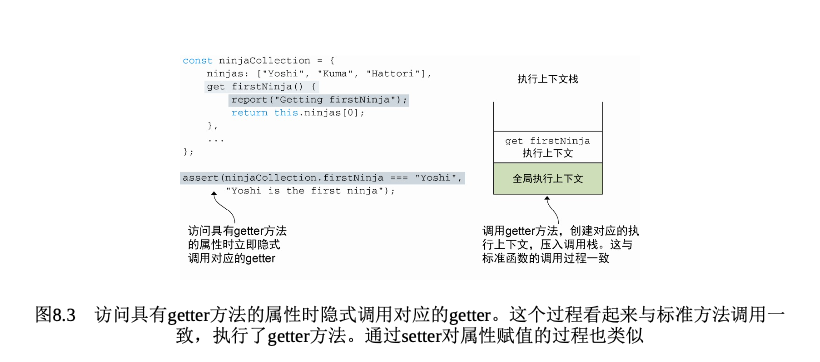 const ninjaCollection = {
ninjas: ["Yoshi", "Kuma", "Hattori"],
get firstNinja() {
report("Getting firstNinja");
return this.ninjas[0];
},
...
};
assert(ninjaCollection.firstNinja === "Yoshi",
"Yoshi is the first ninja");
访问具有getter方法
的属性时立即隐式
调用对应的getter
执行上下文栈
get firstNinja
执行上下文
全局执行上下文
调用getter方法，创建对应的执
行上下文，压入调用栈。这与
标准函数的调用过程一致
图8.3 访问具有getter方法的属性时隐式调用对应的getter。这个过程看起来与标准方法调用一
致，执行了getter方法。通过setter对属性赋值的过程也类似